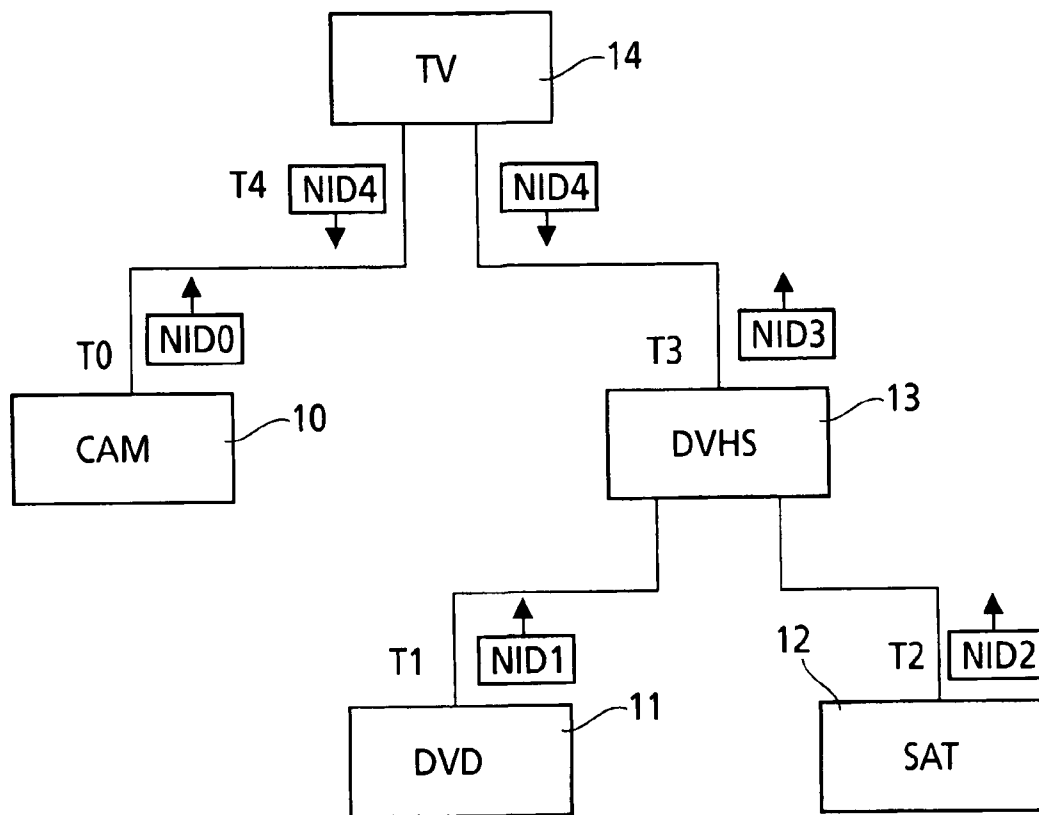 TV
14
T4
NID4
NID4
T0
NID0
T3
NID3
CAM
10
DVHS
13
T1
NID1
12
T2
NID2
DVD
11
SAT